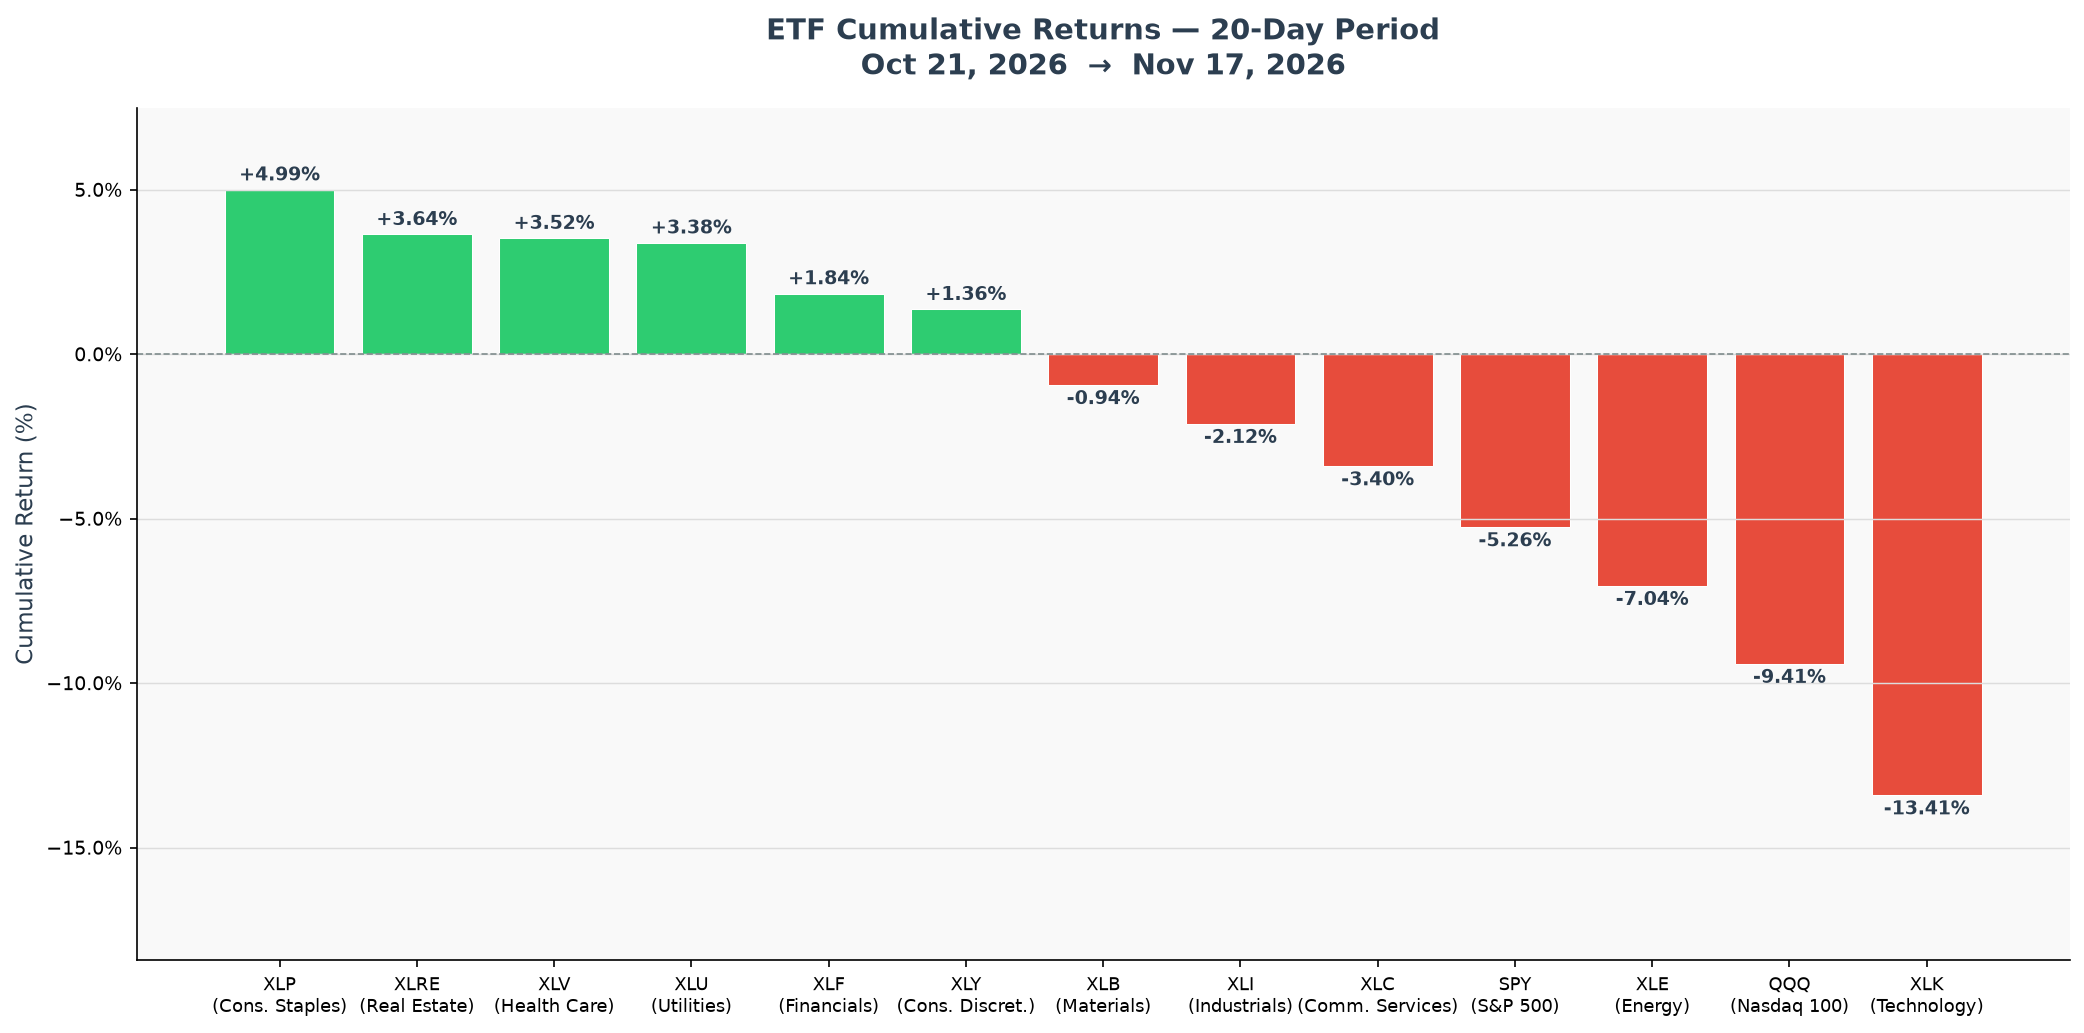 ETF Cumulative Returns — 20-Day Period
Oct 21, 2026 → Nov 17, 2026
Cumulative Return (%)
5.0%
0.0%
−5.0%
−10.0%
−15.0%
+4.99%
+3.64%
+3.52%
+3.38%
+1.84%
+1.36%
-0.94%
-2.12%
-3.40%
-5.26%
-7.04%
-9.41%
-13.41%
XLP
(Cons. Staples)
XLRE
(Real Estate)
XLV
(Health Care)
XLU
(Utilities)
XLF
(Financials)
XLY
(Cons. Discret.)
XLB
(Materials)
XLI
(Industrials)
XLC
(Comm. Services)
SPY
(S&P 500)
XLE
(Energy)
QQQ
(Nasdaq 100)
XLK
(Technology)